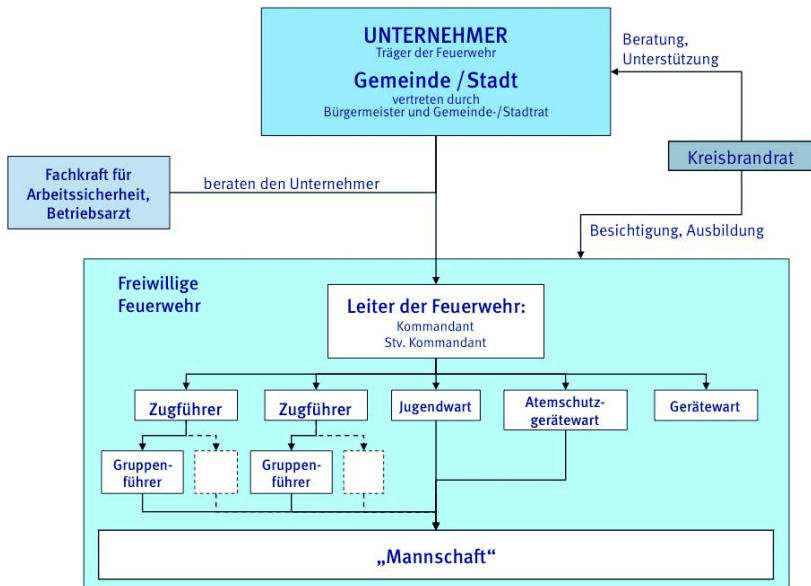 UNTERNEHMER
Träger der Feuerwehr
Gemeinde / Stadt
vertreten durch
Bürgermeister und Gemeinde-/Stadtrat
Beratung,
Unterstützung
Kreisbrandrat
Fachkraft für
Arbeitssicherheit,
Betriebsarzt
beraten den Unternehmer
Besichtigung, Ausbildung
Freiwillige
Feuerwehr
Leiter der Feuerwehr:
Kommandant
Stv. Kommandant
Zugführer
Zugführer
Jugendwart
Atemschutz-
gerätewart
Gerätewart
Gruppen-
führer
Gruppen-
führer
„Mannschaft“